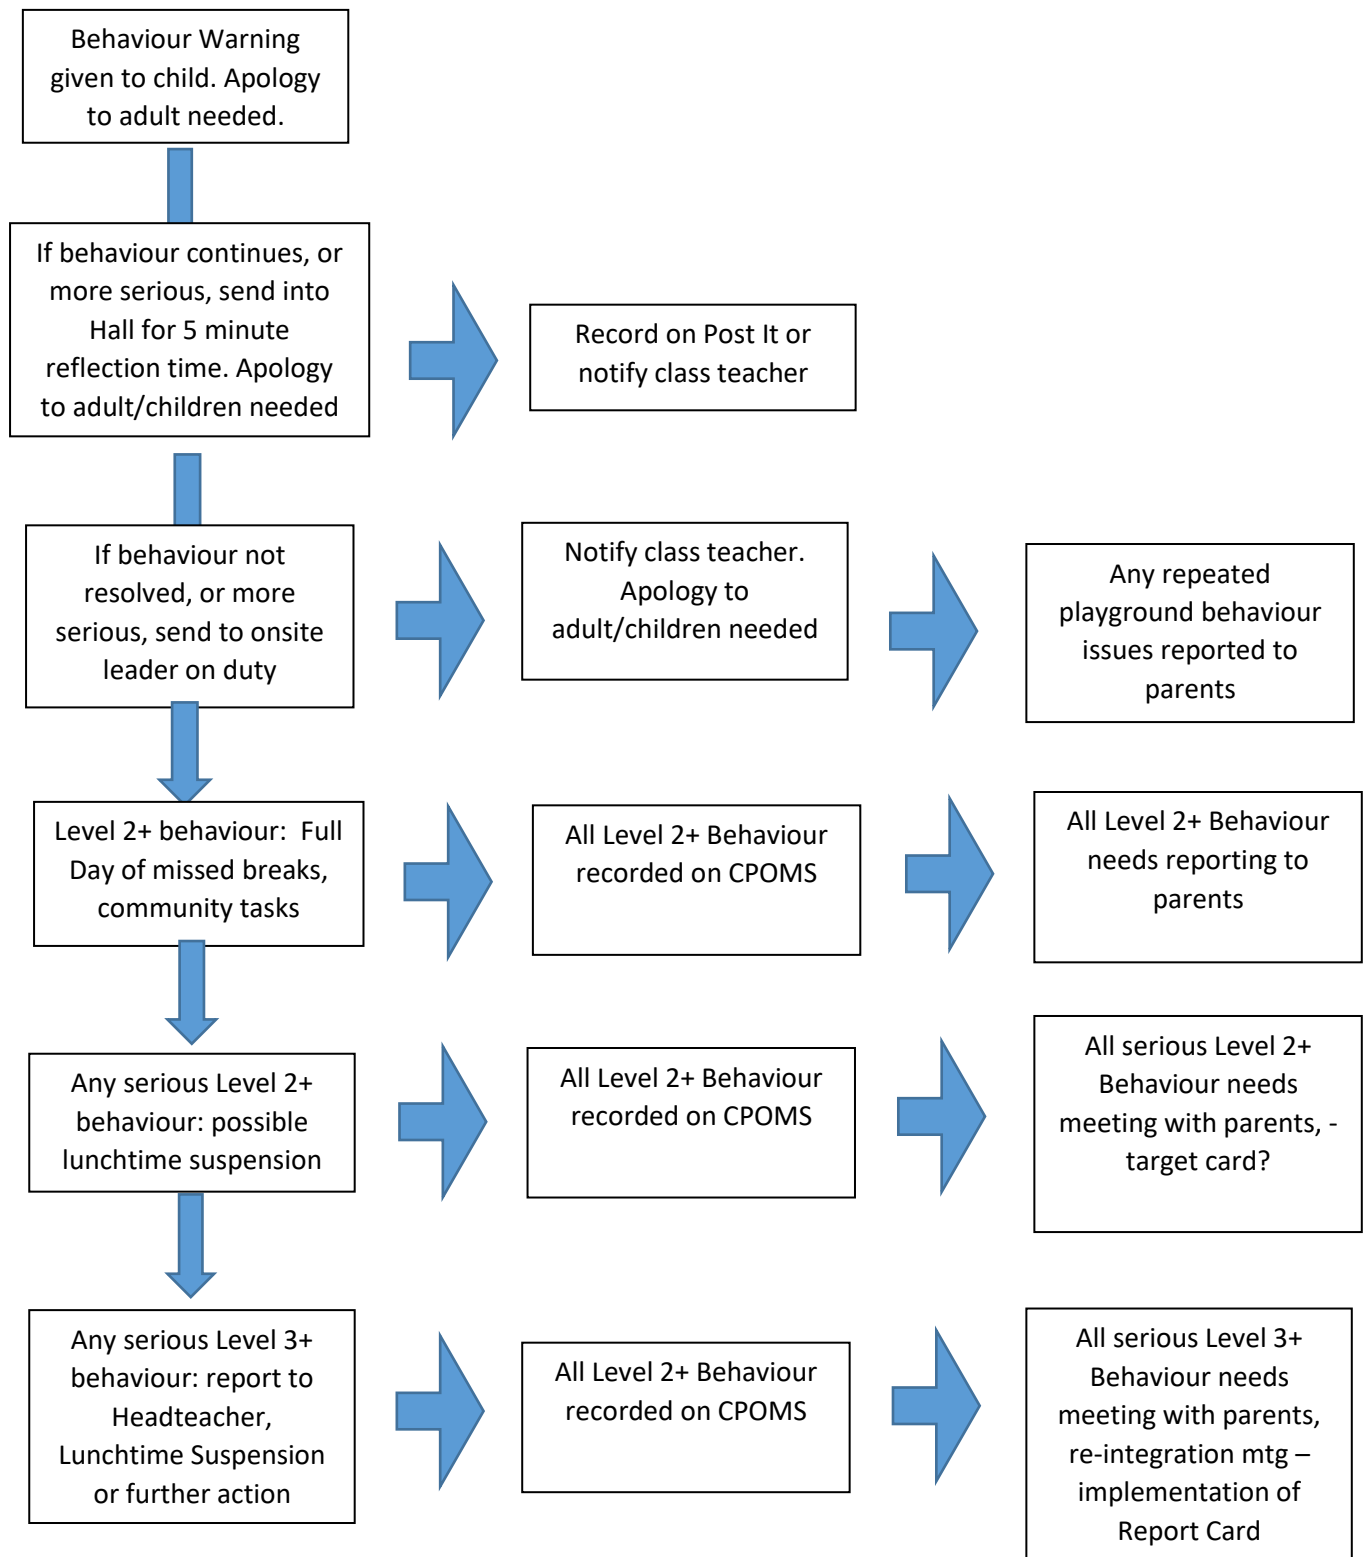 Behaviour Warning
given to child. Apology
to adult needed.
If behaviour continues, or
more serious, send into
Hall for 5 minute
reflection time. Apology
to adult/children needed
Record on Post It or
notify class teacher
If behaviour not
resolved, or more
serious, send to onsite
leader on duty
Notify class teacher.
Apology to
adult/children needed
Any repeated
playground behaviour
issues reported to
parents
Level 2+ behaviour:  Full
Day of missed breaks,
community tasks
All Level 2+ Behaviour
recorded on CPOMS
All Level 2+ Behaviour
needs reporting to
parents
Any serious Level 2+
behaviour: possible
lunchtime suspension
All Level 2+ Behaviour
recorded on CPOMS
All serious Level 2+
Behaviour needs
meeting with parents, -
target card?
Any serious Level 3+
behaviour: report to
Headteacher,
Lunchtime Suspension
or further action
All Level 2+ Behaviour
recorded on CPOMS
All serious Level 3+
Behaviour needs
meeting with parents,
re-integration mtg –
implementation of
Report Card